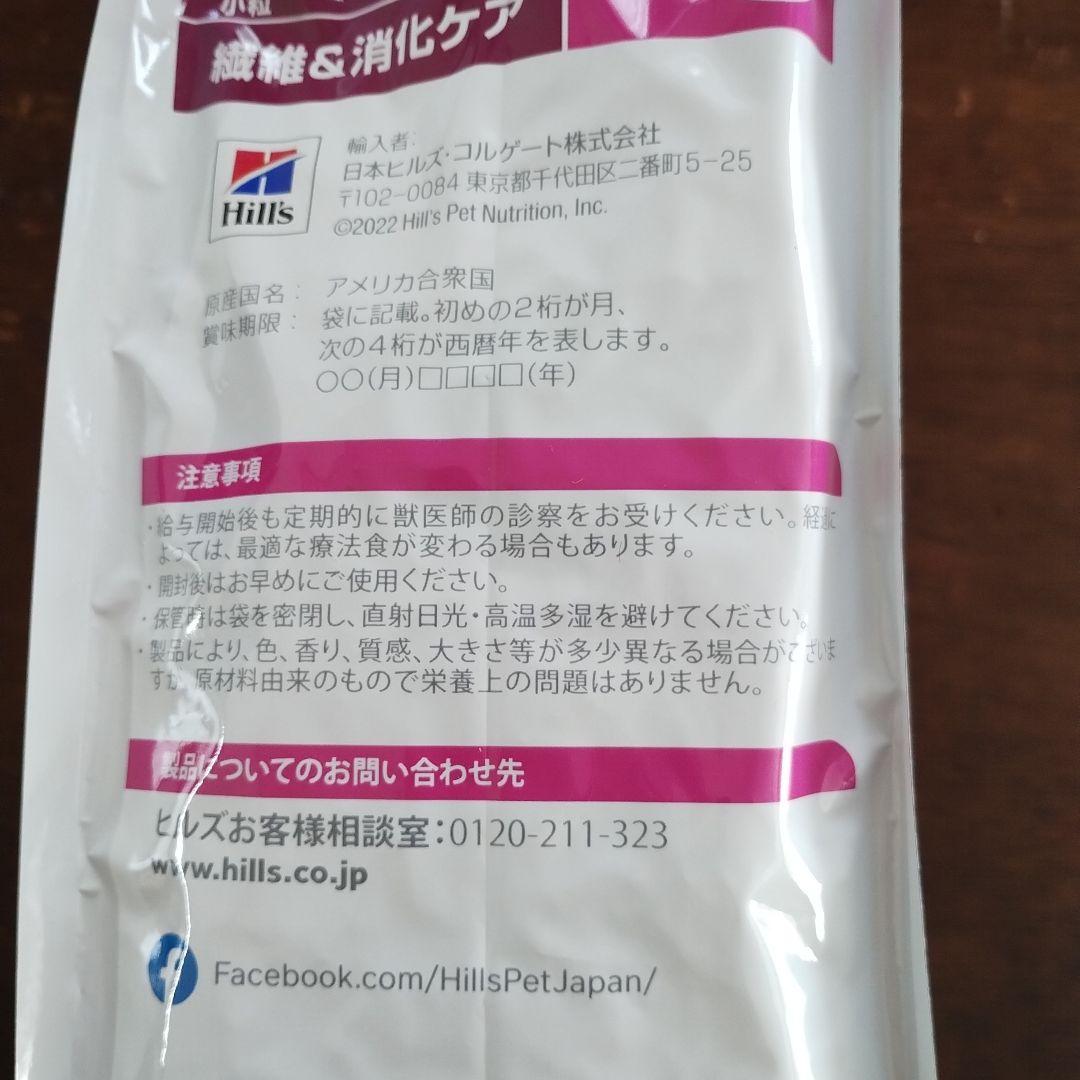 小粒
繊維&消化ケア
Hill's
輸入者:
日本ヒルズ・コルゲート株式会社
〒102-0084 東京都千代田区二番町5-25
©2022 Hill's Pet Nutrition, Inc.
原産国名: アメリカ合衆国
賞味期限: 袋に記載。初めの2桁が月、
次の4桁が西暦年を表します。
○○(月)□□□□(年)
注意事項
・給与開始後も定期的に獣医師の診察をお受けください。経過に
よっては、最適な療法食が変わる場合もあります。
・開封後はお早めにご使用ください。
・保管時は袋を密閉し、直射日光・高温多湿を避けてください。
・製品により、色、香り、質感、大きさ等が多少異なる場合がございま
すが、原材料由来のもので栄養上の問題はありません。
製品についてのお問い合わせ先
ヒルズお客様相談室:0120-211-323
www.hills.co.jp
f Facebook.com/HillsPetJapan/